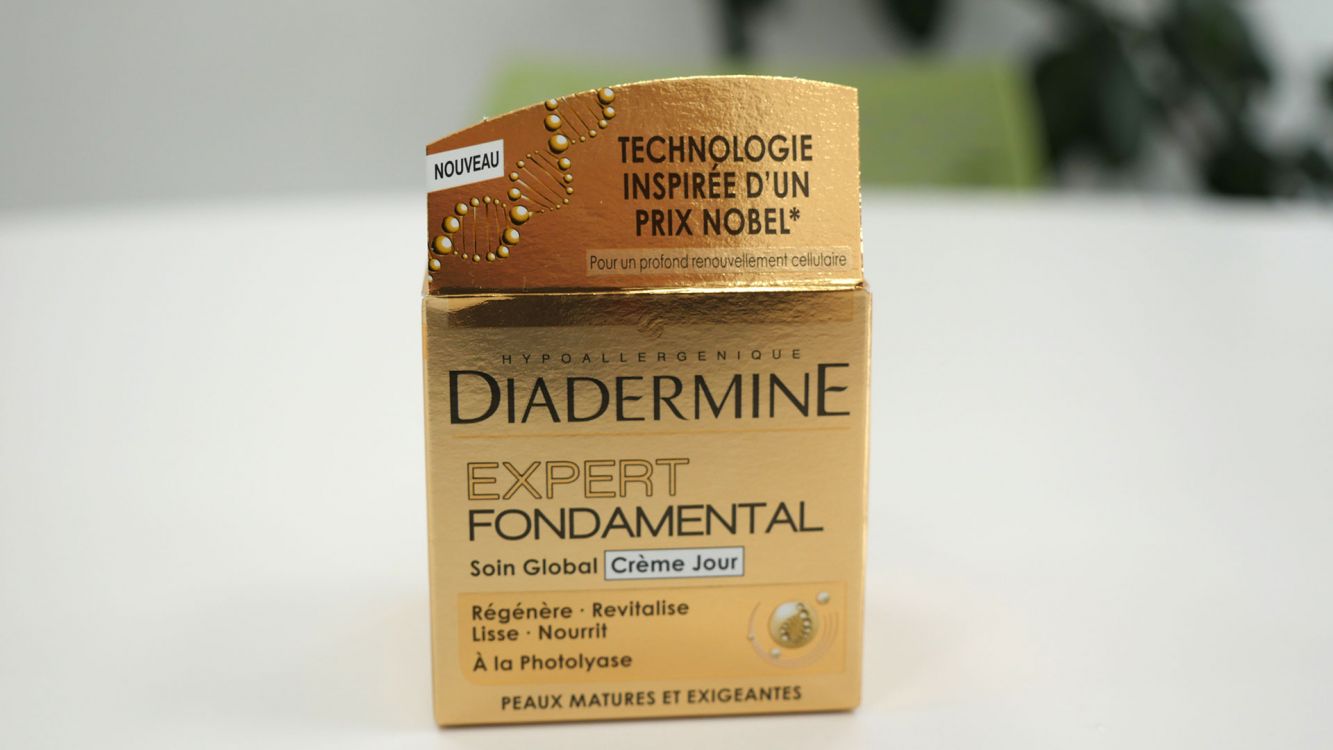 NOUVEAU
TECHNOLOGIE
INSPIRÉE D'UN
PRIX NOBEL*
Pour un profond renouvellement cellulaire
HYPOALLERGENIQUE
DIADERMINE
EXPERT
FONDAMENTAL
Soin Global Crème Jour
Régénère · Revitalise
Lisse · Nourrit
À la Photolyase
PEAUX MATURES ET EXIGEANTES